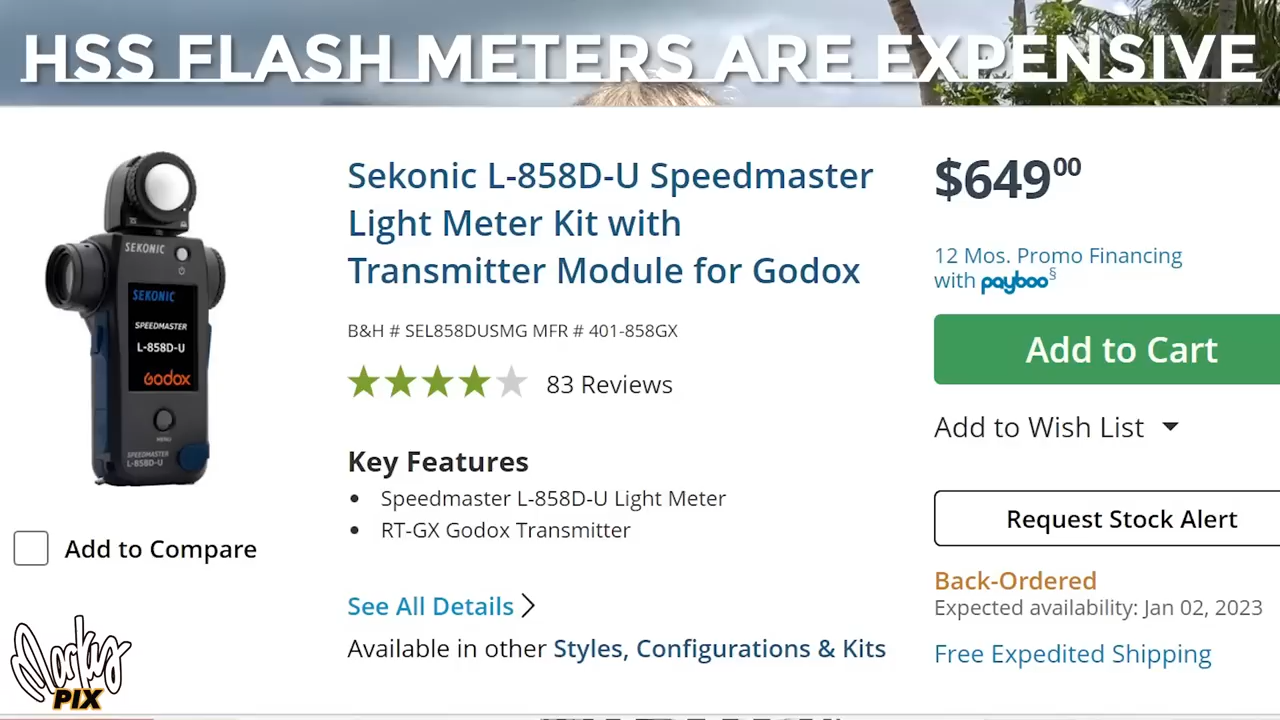 HSS FLASH METERS ARE EXPENSIVE
SEKONIC
SEKONIC
SPEEDMASTER
L-858D-U
Godox
MENU
SPEEDMASTER
L-858D-U
Add to Compare
Sekonic L-858D-U Speedmaster
Light Meter Kit with
Transmitter Module for Godox
B&H # SEL858DUSMG MFR # 401-858GX
83 Reviews
Key Features
• Speedmaster L-858D-U Light Meter
• RT-GX Godox Transmitter
See All Details
Available in other Styles, Configurations & Kits
$649.00
12 Mos. Promo Financing
with payboo§
Add to Cart
Add to Wish List
Request Stock Alert
Back-Ordered
Expected availability: Jan 02, 2023
Free Expedited Shipping
PIX